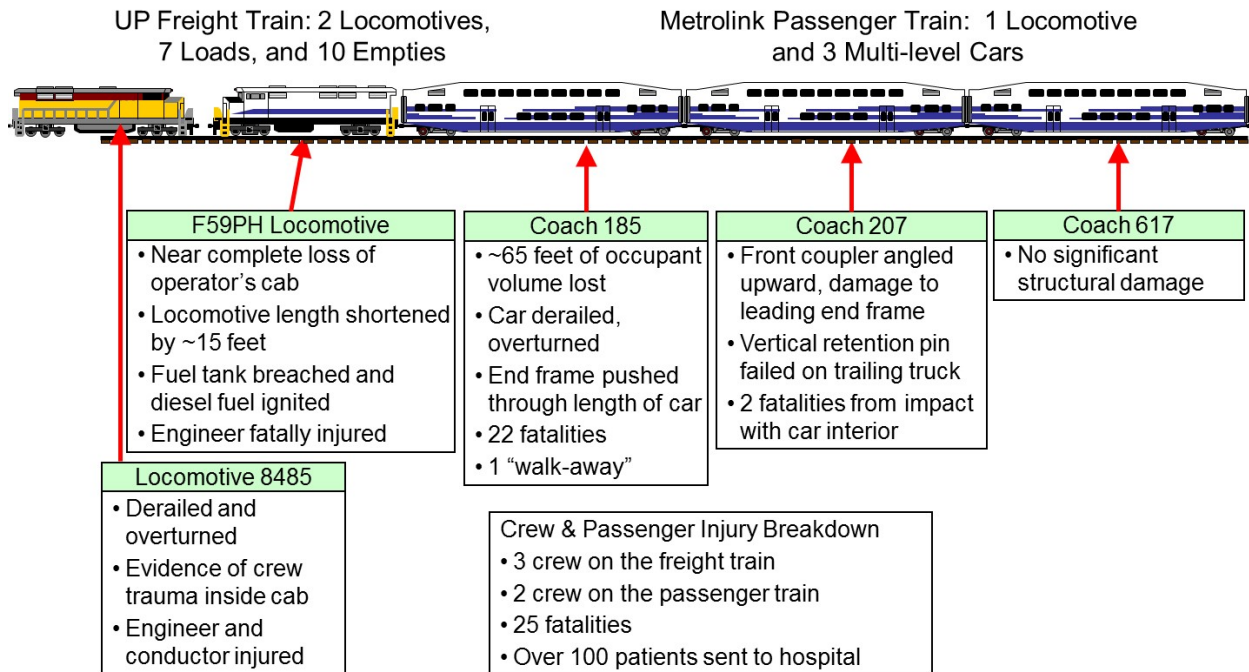 UP Freight Train: 2 Locomotives,
7 Loads, and 10 Empties
Metrolink Passenger Train: 1 Locomotive
and 3 Multi-level Cars
F59PH Locomotive
• Near complete loss of
operator's cab
• Locomotive length shortened
by ~15 feet
• Fuel tank breached and
diesel fuel ignited
• Engineer fatally injured
Coach 185
• ~65 feet of occupant
volume lost
• Car derailed,
overturned
• End frame pushed
through length of car
• 22 fatalities
• 1 "walk-away"
Coach 207
• Front coupler angled
upward, damage to
leading end frame
• Vertical retention pin
failed on trailing truck
• 2 fatalities from impact
with car interior
Coach 617
• No significant
structural damage
Locomotive 8485
• Derailed and
overturned
• Evidence of crew
trauma inside cab
• Engineer and
conductor injured
Crew & Passenger Injury Breakdown
• 3 crew on the freight train
• 2 crew on the passenger train
• 25 fatalities
• Over 100 patients sent to hospital